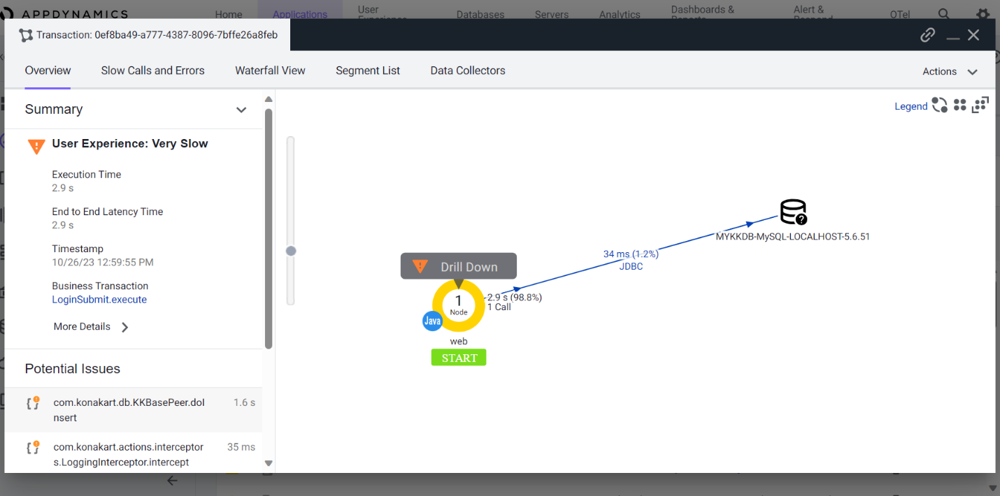 APPDYNAMICS
Home
Applications
User
Experience
Databases
Servers
Analytics
Dashboards &
Reports
Alert &
Respond
OTel
Transaction: 0ef8ba49-a777-4387-8096-7bffe26a8feb
Overview
Slow Calls and Errors
Waterfall View
Segment List
Data Collectors
Actions
Summary
User Experience: Very Slow
Execution Time
2.9 s
End to End Latency Time
2.9 s
Timestamp
10/26/23 12:59:55 PM
Business Transaction
LoginSubmit.execute
More Details
Potential Issues
com.konakart.db.KKBasePeer.doI
nsert
1.6 s
com.konakart.actions.interceptor
s.LoggingInterceptor.intercept
35 ms
Legend
MYKKDB-MySQL-LOCALHOST-5.6.51
34 ms (1.2%)
JDBC
Drill Down
2.9 s (98.8%)
1 Call
1
Node
Java
web
START